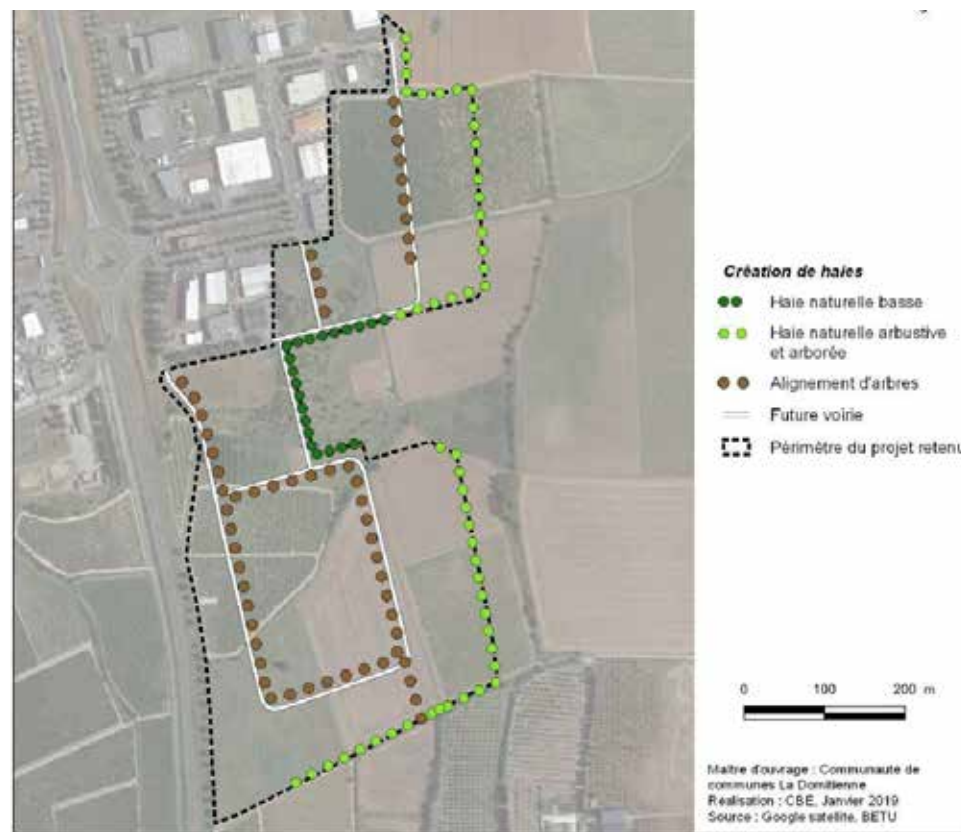 Création de haies
Haie naturelle basse
Haie naturelle arbustive
et arborée
Alignement d'arbres
Future voirie
Périmètre du projet retenu
0 100 200 m
Maître d'ouvrage : Communauté de
communes La Domitienne
Réalisation : CBE, Janvier 2019
Source : Google satellite, BETU